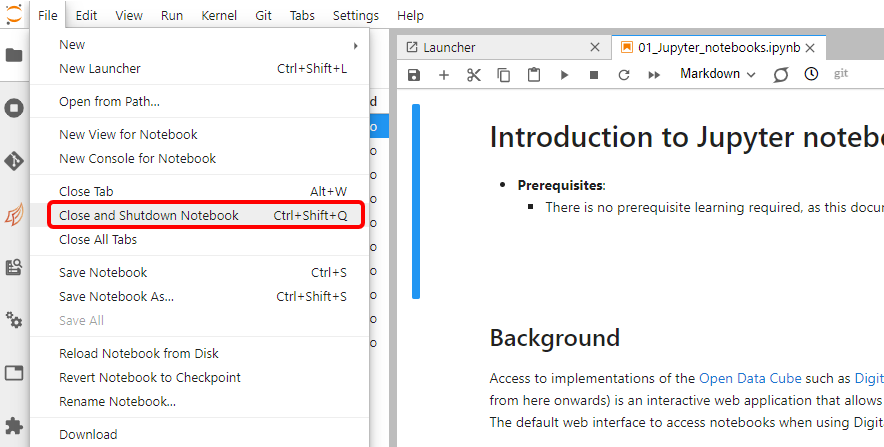 File Edit View Run Kernel Git Tabs Settings Help
New
New Launcher Ctrl+Shift+L
Open from Path...
New View for Notebook
New Console for Notebook
Close Tab Alt+W
Close and Shutdown Notebook Ctrl+Shift+Q
Close All Tabs
Save Notebook Ctrl+S
Save Notebook As... Ctrl+Shift+S
Save All
Reload Notebook from Disk
Revert Notebook to Checkpoint
Rename Notebook...
Download
d
o
o
o
o
o
o
o
o
o
o
Launcher 01_Jupyter_notebooks.ipynb
Markdown git
Introduction to Jupyter notebo
Prerequisites:
There is no prerequisite learning required, as this docu
Background
Access to implementations of the Open Data Cube such as Digit
from here onwards) is an interactive web application that allows
The default web interface to access notebooks when using Digit